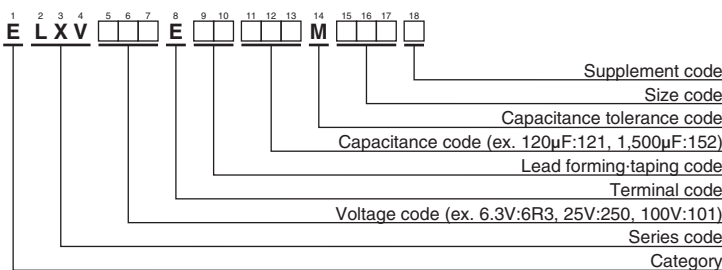 1 2 3 4 5 6 7 8 9 10 11 12 13 14 15 16 17 18
E L X V E M
Supplement code
Size code
Capacitance tolerance code
Capacitance code (ex. 120µF:121, 1,500µF:152)
Lead forming·taping code
Terminal code
Voltage code (ex. 6.3V:6R3, 25V:250, 100V:101)
Series code
Category